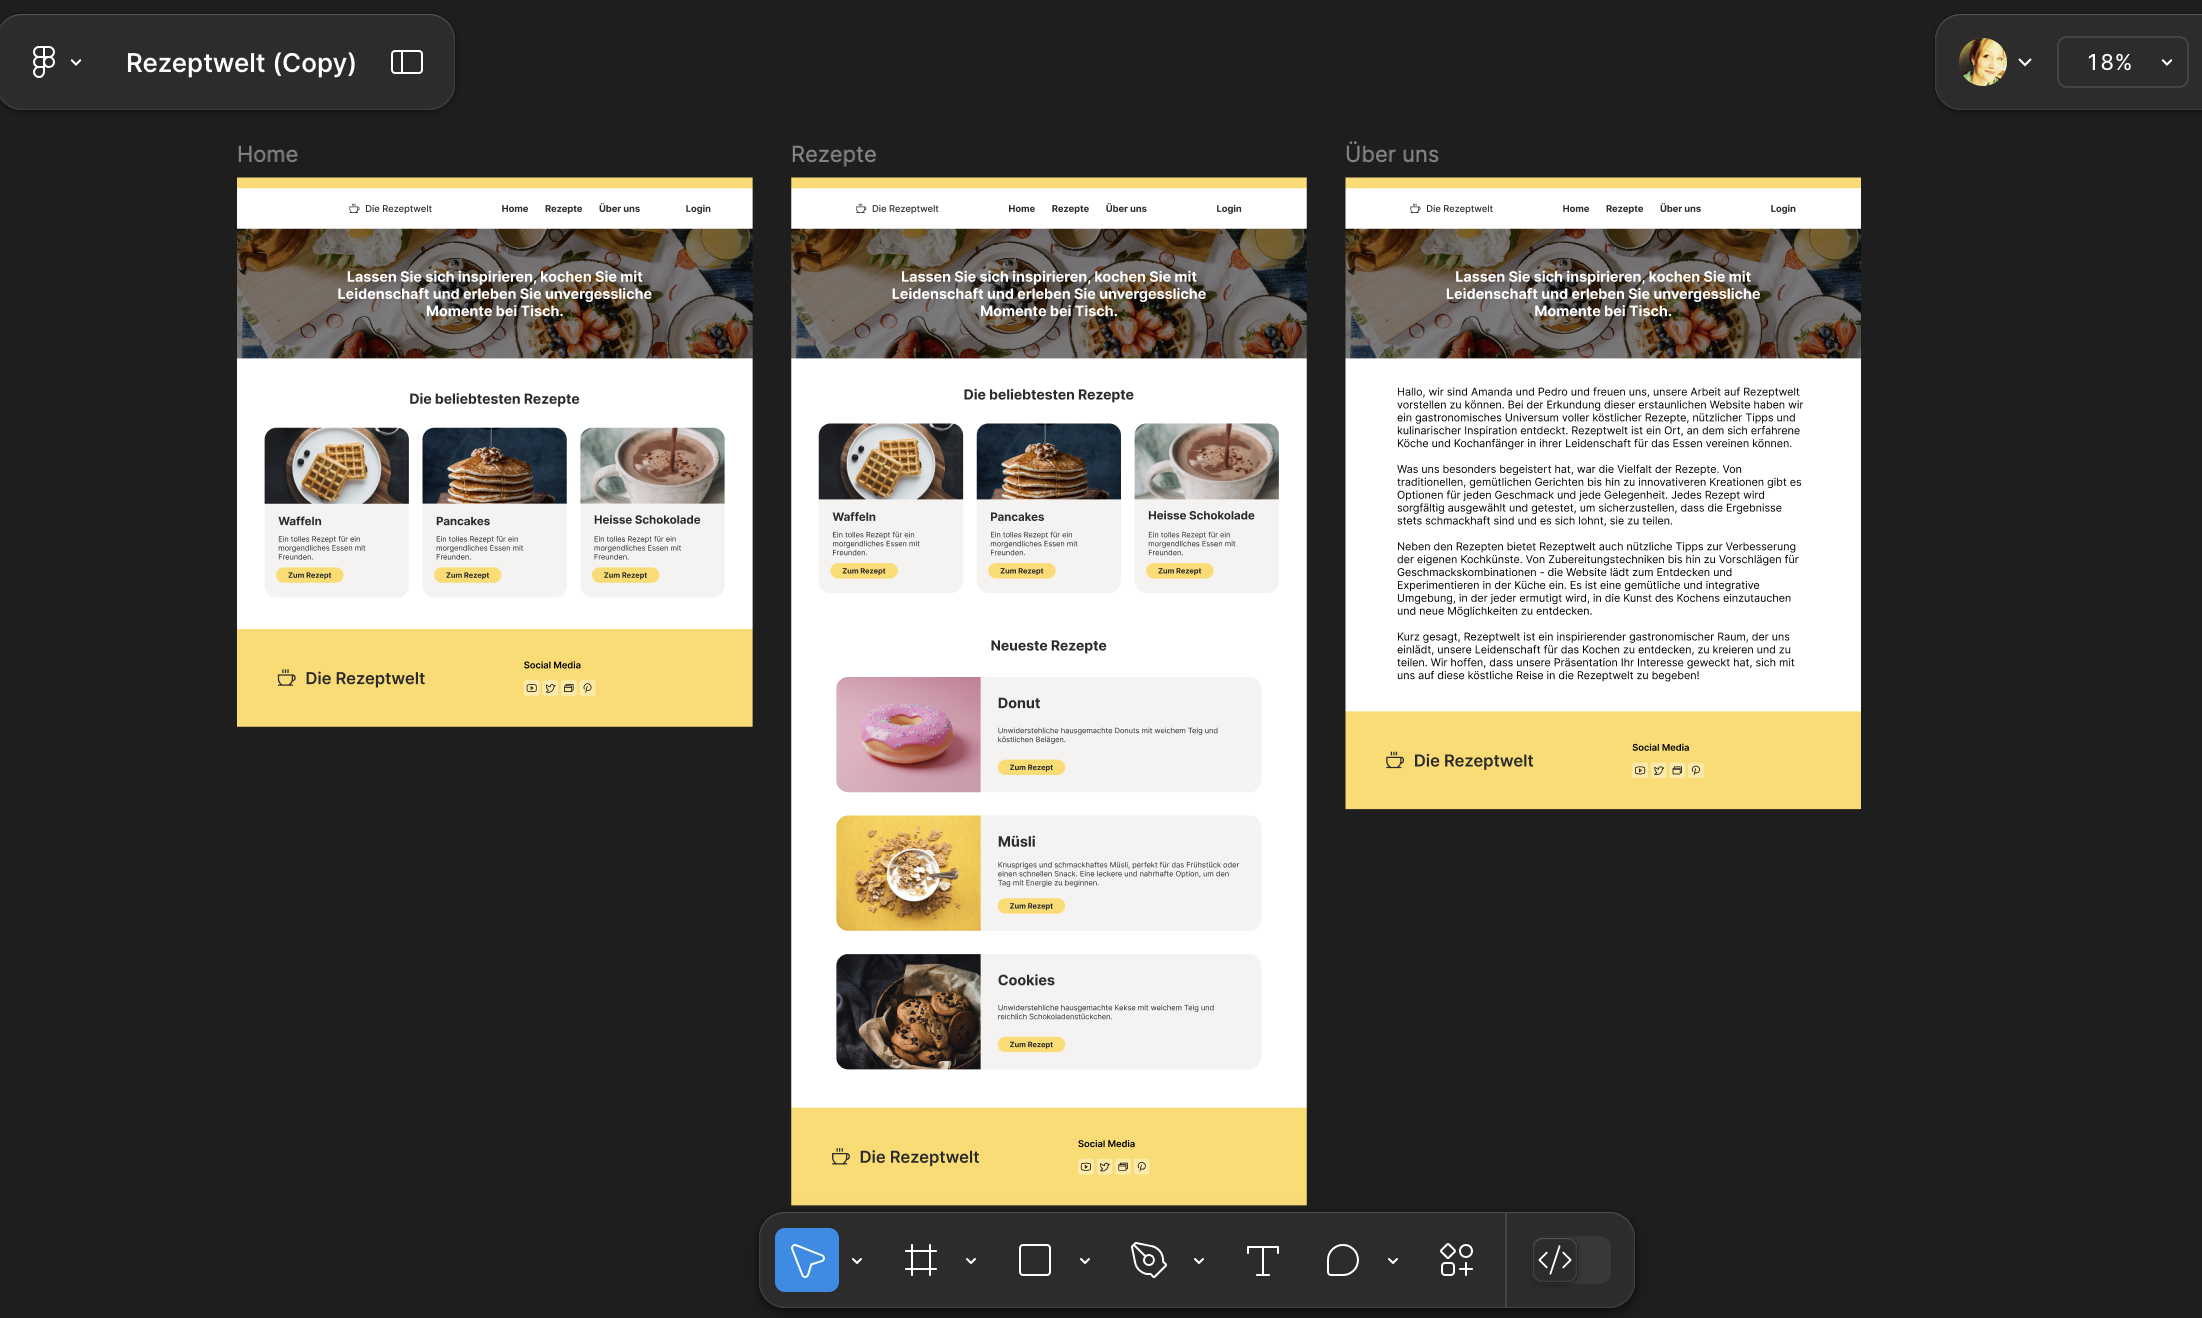 Rezeptwelt (Copy)
18%
Home
Die Rezeptwelt
Home Rezepte Über uns
Login
Lassen Sie sich inspirieren, kochen Sie mit
Leidenschaft und erleben Sie unvergessliche
Momente bei Tisch.
Die beliebtesten Rezepte
Waffeln
Ein tolles Rezept für ein
morgendliches Essen mit
Freunden.
Zum Rezept
Pancakes
Ein tolles Rezept für ein
morgendliches Essen mit
Freunden.
Zum Rezept
Heisse Schokolade
Ein tolles Rezept für ein
morgendliches Essen mit
Freunden.
Zum Rezept
Die Rezeptwelt
Social Media
Rezepte
Die Rezeptwelt
Home Rezepte Über uns
Login
Lassen Sie sich inspirieren, kochen Sie mit
Leidenschaft und erleben Sie unvergessliche
Momente bei Tisch.
Die beliebtesten Rezepte
Waffeln
Ein tolles Rezept für ein
morgendliches Essen mit
Freunden.
Zum Rezept
Pancakes
Ein tolles Rezept für ein
morgendliches Essen mit
Freunden.
Zum Rezept
Heisse Schokolade
Ein tolles Rezept für ein
morgendliches Essen mit
Freunden.
Zum Rezept
Neueste Rezepte
Donut
Unwiderstehliche hausgemachte Donuts mit weichem Teig und
köstlichen Belägen.
Zum Rezept
Müsli
Knuspriges und schmackhaftes Müsli, perfekt für das Frühstück oder
einen schnellen Snack. Eine leckere und nahrhafte Option, um den
Tag mit Energie zu beginnen.
Zum Rezept
Cookies
Unwiderstehliche hausgemachte Kekse mit weichem Teig und
reichlich Schokoladenstückchen.
Zum Rezept
Die Rezeptwelt
Social Media
Über uns
Die Rezeptwelt
Home Rezepte Über uns
Login
Lassen Sie sich inspirieren, kochen Sie mit
Leidenschaft und erleben Sie unvergessliche
Momente bei Tisch.
Hallo, wir sind Amanda und Pedro und freuen uns, unsere Arbeit auf Rezeptwelt
vorstellen zu können. Bei der Erkundung dieser erstaunlichen Website haben wir
ein gastronomisches Universum voller köstlicher Rezepte, nützlicher Tipps und
kulinarischer Inspiration entdeckt. Rezeptwelt ist ein Ort, an dem sich erfahrene
Köche und Kochanfänger in ihrer Leidenschaft für das Essen vereinen können.
Was uns besonders begeistert hat, war die Vielfalt der Rezepte. Von
traditionellen, gemütlichen Gerichten bis hin zu innovativeren Kreationen gibt es
Optionen für jeden Geschmack und jede Gelegenheit. Jedes Rezept wird
sorgfältig ausgewählt und getestet, um sicherzustellen, dass die Ergebnisse
stets schmackhaft sind und es sich lohnt, sie zu teilen.
Neben den Rezepten bietet Rezeptwelt auch nützliche Tipps zur Verbesserung
der eigenen Kochkünste. Von Zubereitungstechniken bis hin zu Vorschlägen für
Geschmackskombinationen - die Website lädt zum Entdecken und
Experimentieren in der Küche ein. Es ist eine gemütliche und integrative
Umgebung, in der jeder ermutigt wird, in die Kunst des Kochens einzutauchen
und neue Möglichkeiten zu entdecken.
Kurz gesagt, Rezeptwelt ist ein inspirierender gastronomischer Raum, der uns
einlädt, unsere Leidenschaft für das Kochen zu entdecken, zu kreieren und zu
teilen. Wir hoffen, dass unsere Präsentation Ihr Interesse geweckt hat, sich mit
uns auf diese köstliche Reise in die Rezeptwelt zu begeben!
Die Rezeptwelt
Social Media